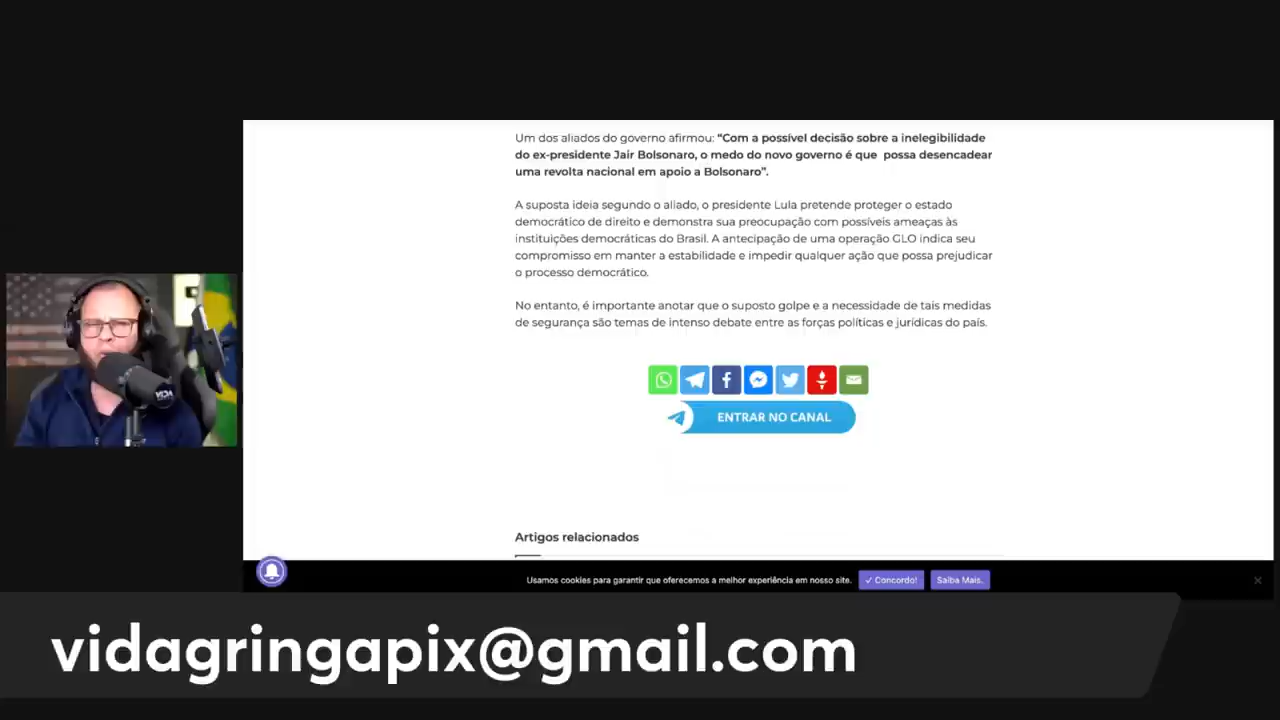 Um dos aliados do governo afirmou: “Com a possível decisão sobre a inelegibilidade
do ex-presidente Jair Bolsonaro, o medo do novo governo é que possa desencadear
uma revolta nacional em apoio a Bolsonaro”.
A suposta ideia segundo o aliado, o presidente Lula pretende proteger o estado
democrático de direito e demonstra sua preocupação com possíveis ameaças às
instituições democráticas do Brasil. A antecipação de uma operação GLO indica seu
compromisso em manter a estabilidade e impedir qualquer ação que possa prejudicar
o processo democrático.
No entanto, é importante anotar que o suposto golpe e a necessidade de tais medidas
de segurança são temas de intenso debate entre as forças políticas e jurídicas do país.
ENTRAR NO CANAL
VIDA
Artigos relacionados
Usamos cookies para garantir que oferecemos a melhor experiência em nosso site.
✓ Concordo!
Saiba Mais.
vidagringapix@gmail.com